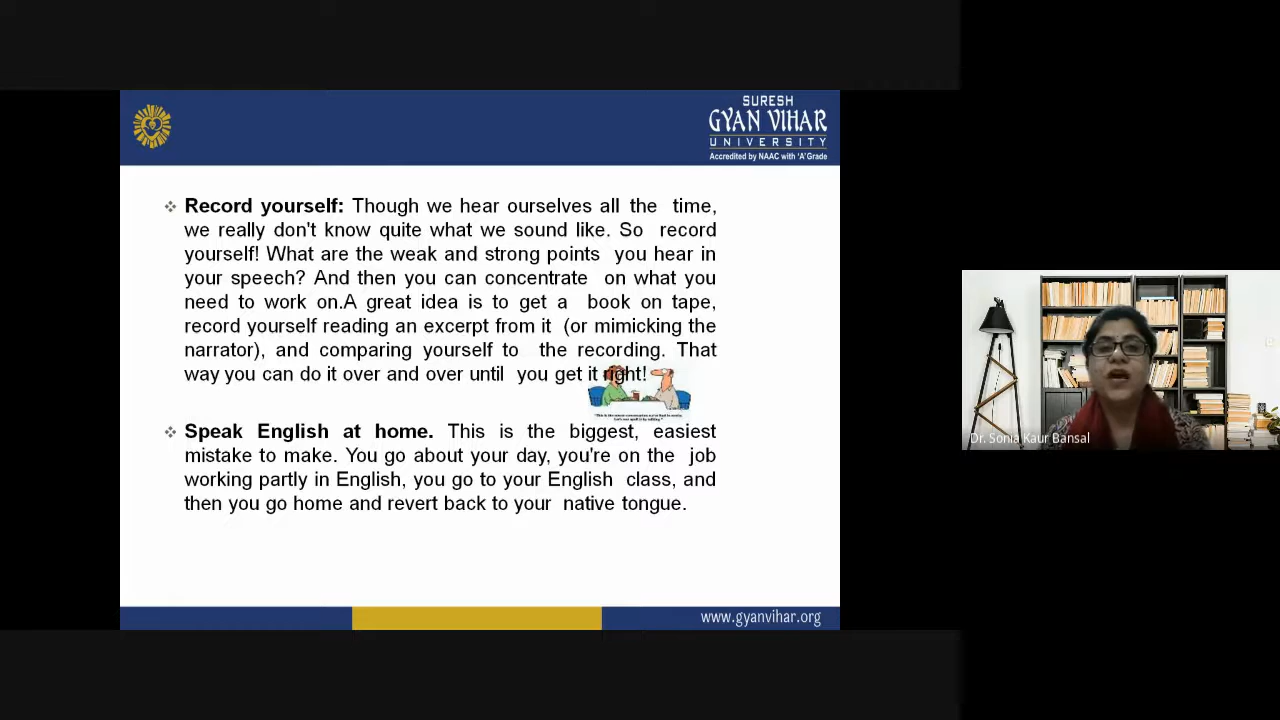 SURESH
GYAN VIHAR
UNIVERSITY
Accredited by NAAC with 'A' Grade
Record yourself: Though we hear ourselves all the time,
we really don't know quite what we sound like. So record
yourself! What are the weak and strong points you hear in
your speech? And then you can concentrate on what you
need to work on.A great idea is to get a book on tape,
record yourself reading an excerpt from it (or mimicking the
narrator), and comparing yourself to the recording. That
way you can do it over and over until you get it right!
Speak English at home. This is the biggest, easiest
mistake to make. You go about your day, you're on the job
working partly in English, you go to your English class, and
then you go home and revert back to your native tongue.
www.gyanvihar.org
Dr. Sonia Kaur Bansal